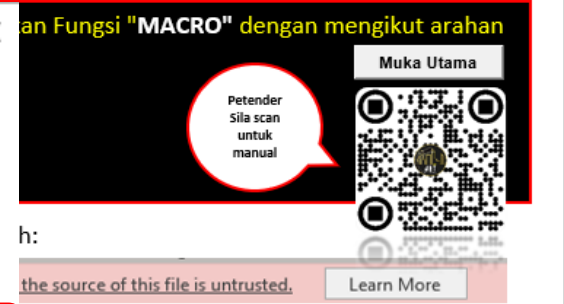 an Fungsi "MACRO" dengan mengikut arahan
Muka Utama
Petender
Sila scan
untuk
manual
h:
the source of this file is untrusted.
Learn More